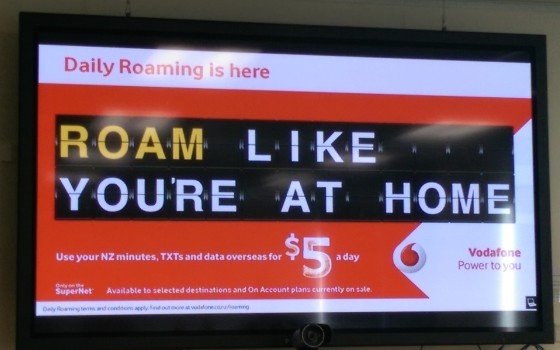 Daily Roaming is here
ROAM LIKE
YOU'RE AT HOME
Use your NZ minutes, TXTs and data overseas for $5 a day
Vodafone
Power to you
Only on the
SuperNet™
Available to selected destinations and On Account plans currently on sale.
Daily Roaming terms and conditions apply. Find out more at vodafone.co.nz/roaming